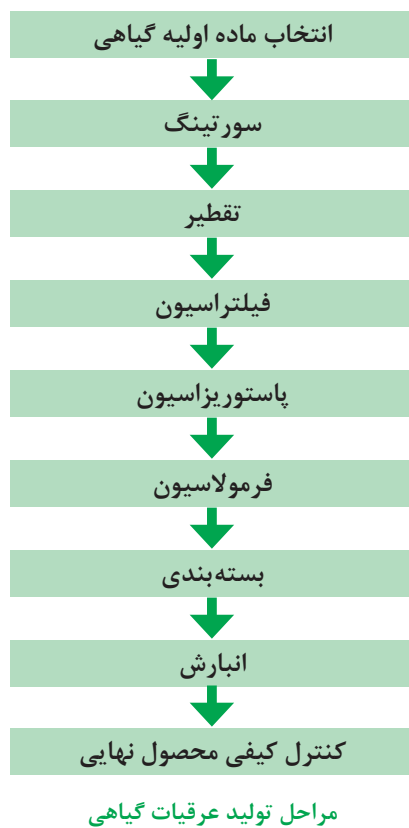 انتخاب ماده اولیه گیاهی
سورتینگ
تقطیر
فیلتراسیون
پاستوریزاسیون
فرمولاسیون
بسته‌بندی
انبارش
کنترل کیفی محصول نهایی
مراحل تولید عرقیات گیاهی